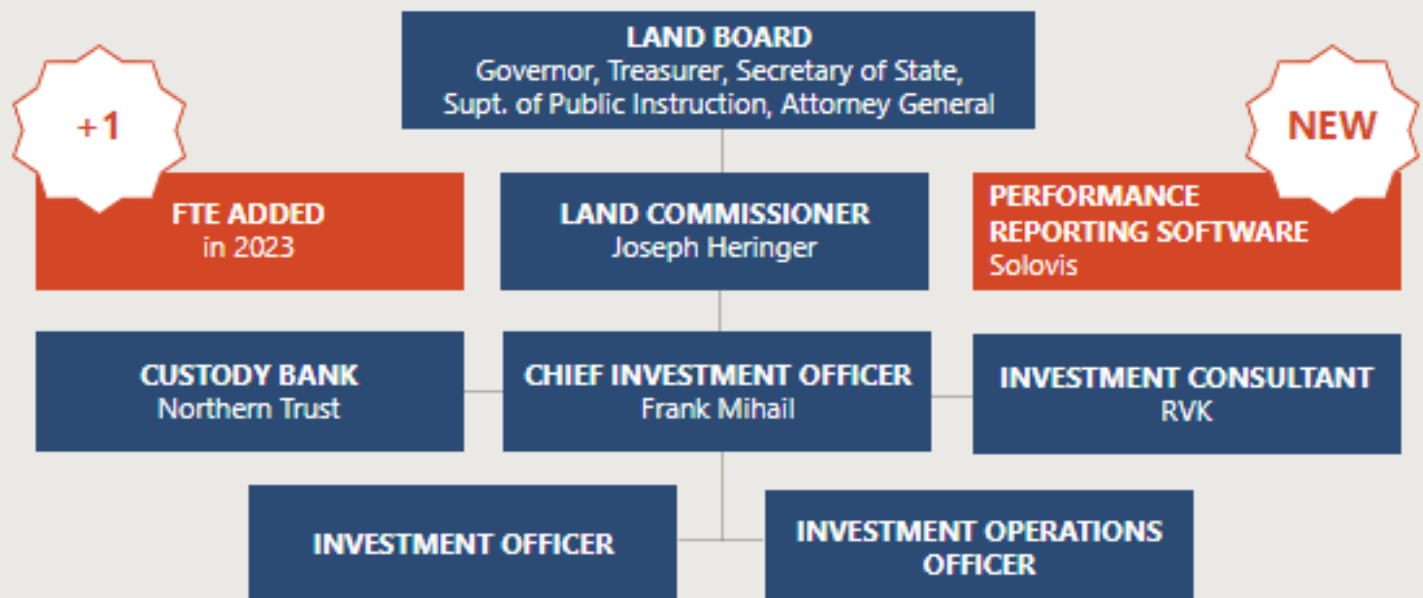 LAND BOARD
Governor, Treasurer, Secretary of State,
Supt. of Public Instruction, Attorney General
+1
NEW
FTE ADDED
in 2023
LAND COMMISSIONER
Joseph Heringer
PERFORMANCE
REPORTING SOFTWARE
Solovis
CUSTODY BANK
Northern Trust
CHIEF INVESTMENT OFFICER
Frank Mihail
INVESTMENT CONSULTANT
RVK
INVESTMENT OFFICER
INVESTMENT OPERATIONS
OFFICER